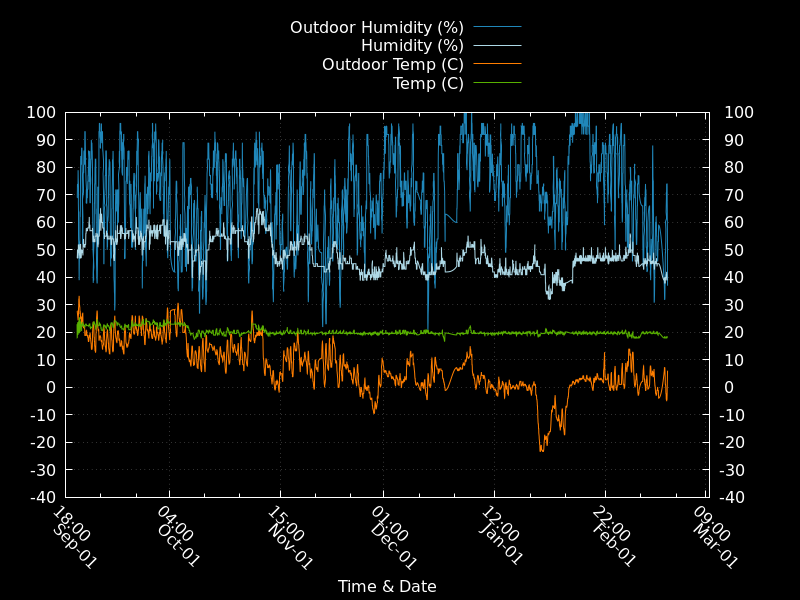 Outdoor Humidity (%)
Humidity (%)
Outdoor Temp (C)
Temp (C)
100 100
90 90
80 80
70 70
60 60
50 50
40 40
30 30
20 20
10 10
0 0
-10 -10
-20 -20
-30 -30
-40 -40
18:00 04:00 15:00 01:00 12:00 22:00 09:00
Sep-01 Oct-01 Nov-01 Dec-01 Jan-01 Feb-01 Mar-01
Time & Date